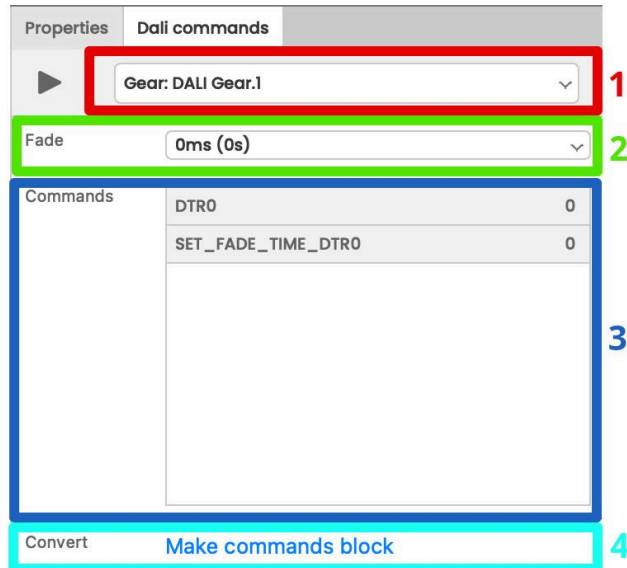 Properties Dali commands
Gear: DALI Gear.1 1
Fade 0ms (0s) 2
Commands DTR0 0
SET_FADE_TIME_DTR0 0
3
Convert Make commands block 4